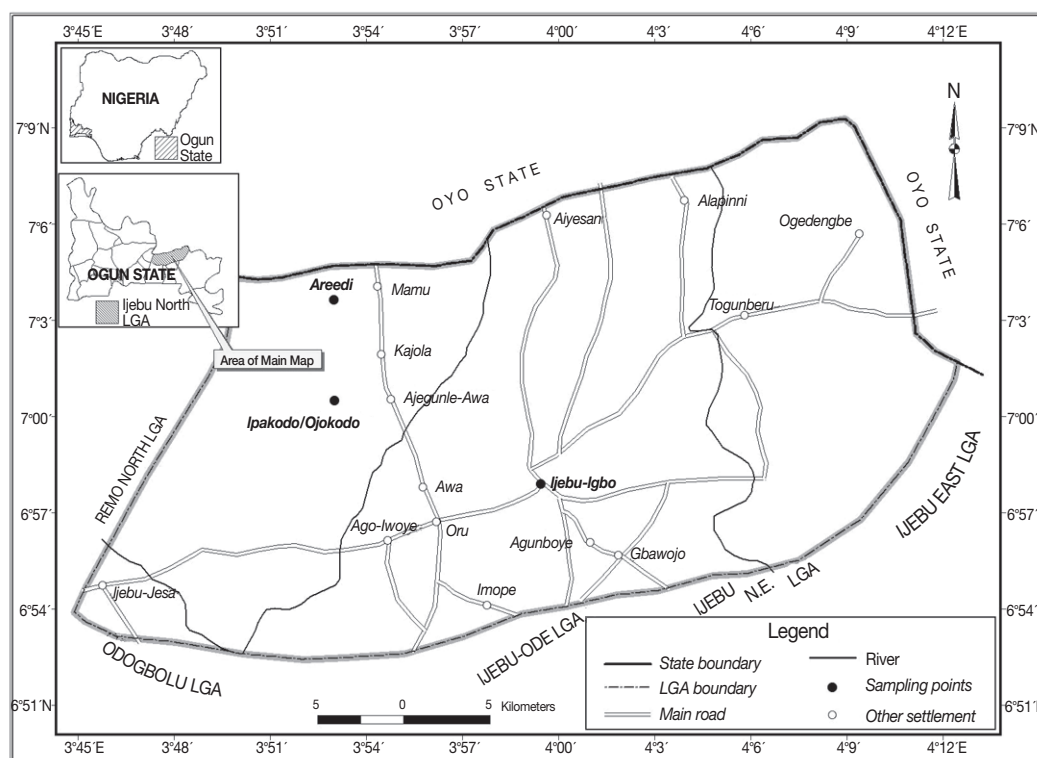 3°45´E 3°48´ 3°51´ 3°54´ 3°57´ 4°00´ 4°3´ 4°6´ 4°9´ 4°12´E
NIGERIA
Ogun
State
N
7°9´N
7°9´N
OYO STATE
OYO STATE
Alapinni
Aiyesan
Ogedengbe
7°6´
7°6´
OGUN STATE
Ijebu North
LGA
Areedi
Mamu
Togunberu
7°3´
7°3´
Kajola
Area of Main Map
Ajegunle-Awa
Ipakodo/Ojokodo
7°00´
7°00´
REMO NORTH LGA
IJEBU EAST LGA
Awa
Ijebu-Igbo
6°57´
6°57´
Ago-Iwoye
Oru
Agunboye
Gbawojo
Ijebu-Jesa
Imope
IJEBU N.E. LGA
6°54´
6°54´
ODOGBOLU LGA
IJEBU-ODE LGA
Legend
State boundary
River
LGA boundary
Sampling points
Main road
Other settlement
5 0 5 Kilometers
6°51´N
6°51´N
3°45´E 3°48´ 3°51´ 3°54´ 3°57´ 4°00´ 4°3´ 4°6´ 4°9´ 4°12´E